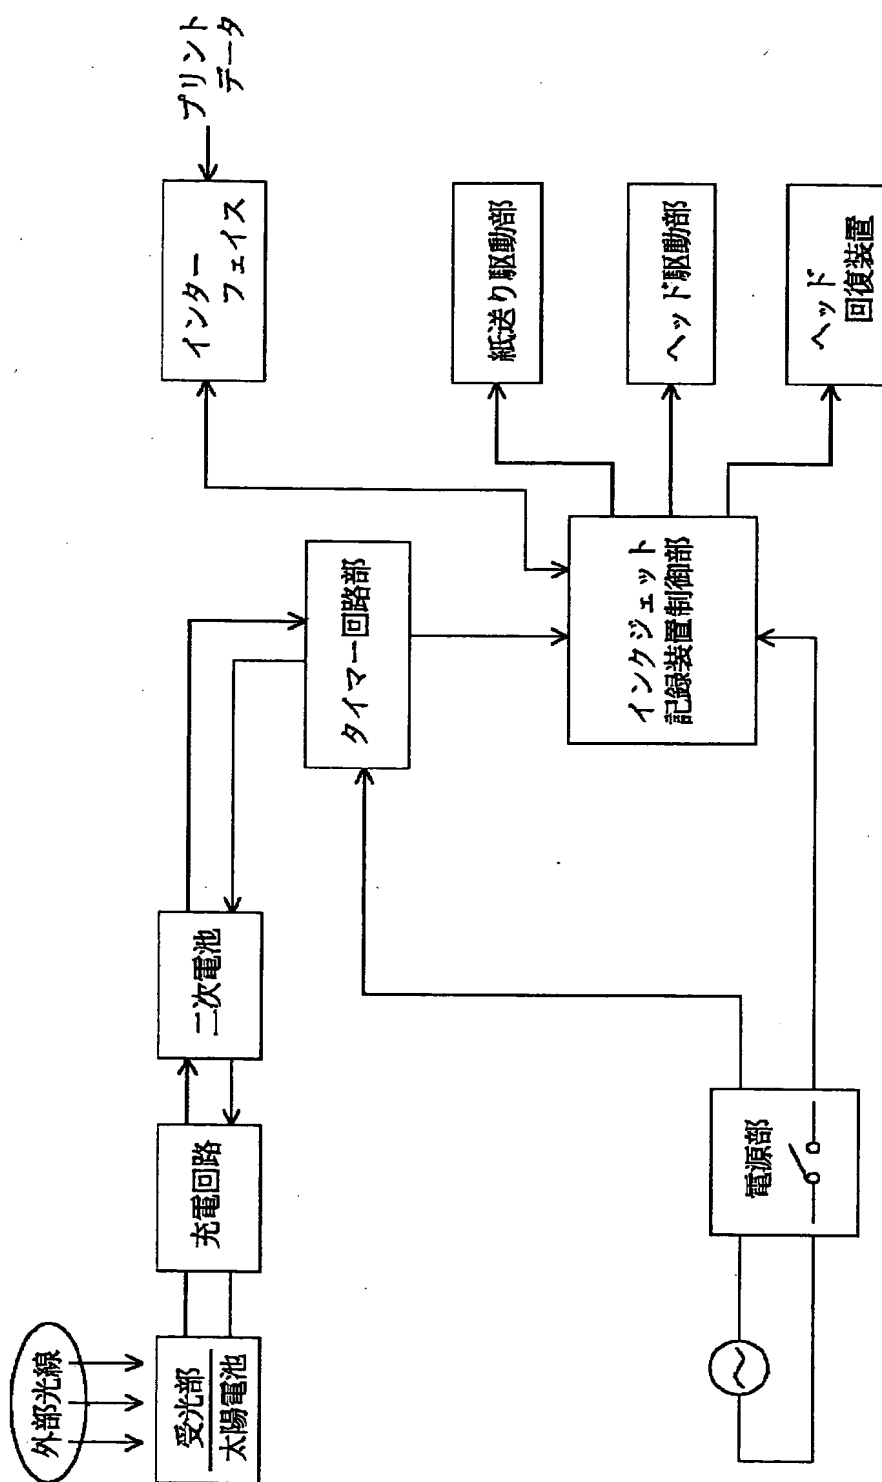 外部光線
受光部
太陽電池
充電回路
二次電池
タイマー回路部
インター
フェイス
プリント
データ
電源部
インクジェット
記録装置制御部
紙送り駆動部
ヘッド駆動部
ヘッド
回復装置